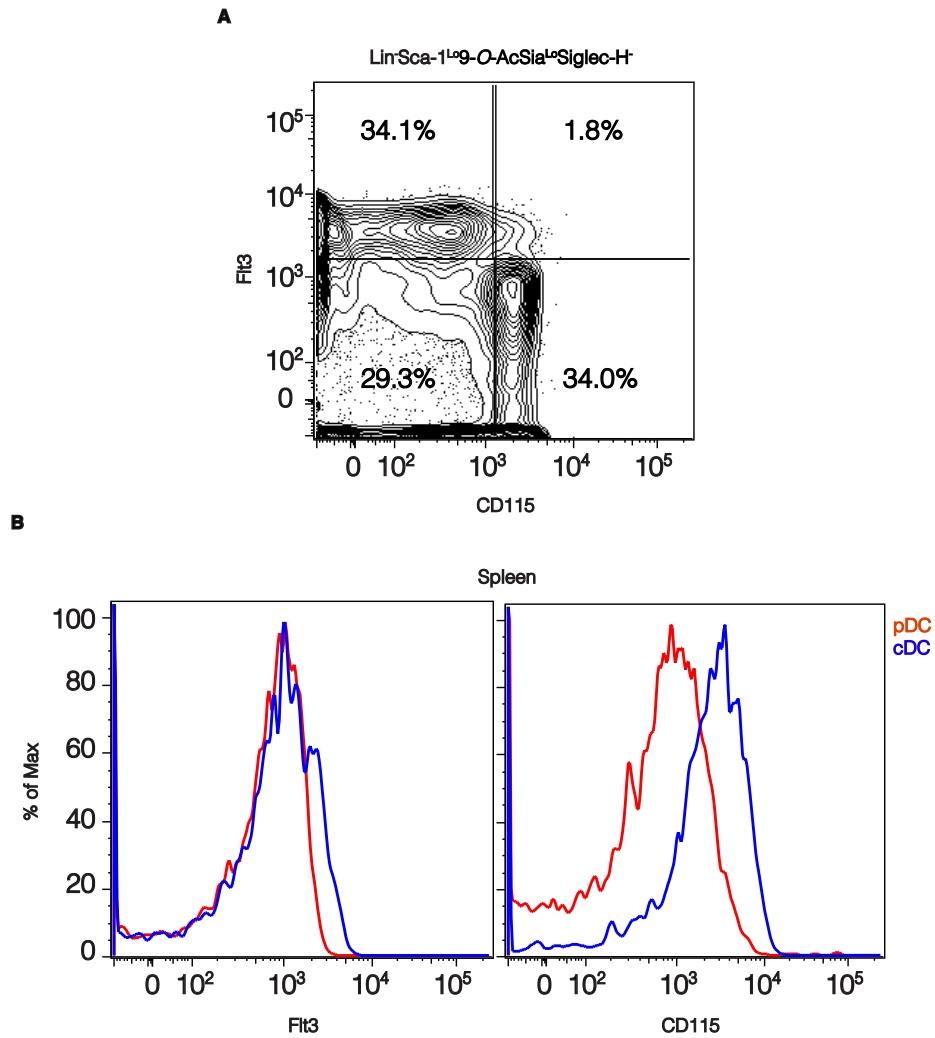 A
Lin⁻Sca-1ᴸᵒ9-O-AcSiaᴸᵒSiglec-H⁻
10⁵
34.1%
1.8%
10⁴
Flt3
10³
10²
29.3%
34.0%
0
0 10² 10³ 10⁴ 10⁵
CD115
B
Spleen
pDC
cDC
100
80
60
40
20
0
% of Max
0 10² 10³ 10⁴ 10⁵
Flt3
0 10² 10³ 10⁴ 10⁵
CD115